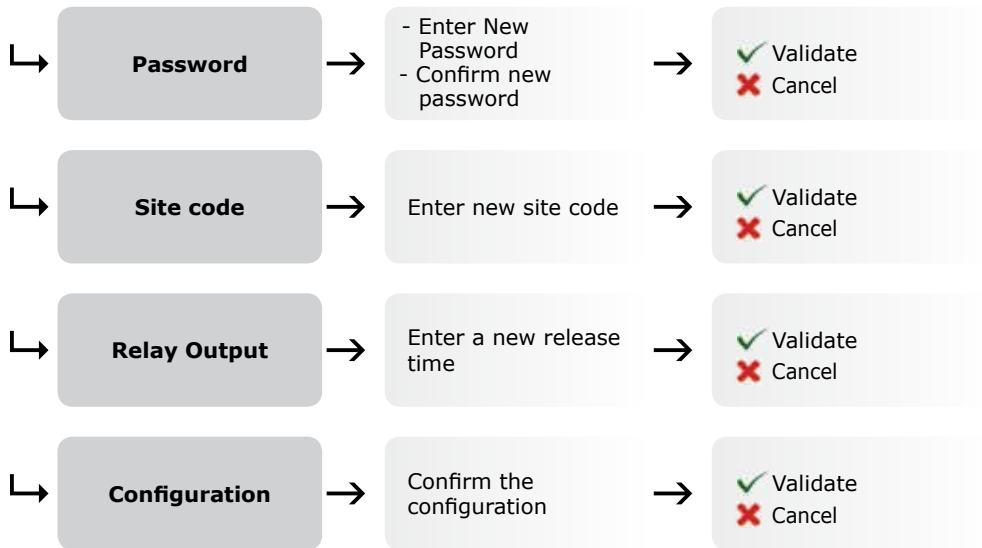 Password
- Enter New
Password
- Confirm new
password
Validate
Cancel
Site code
Enter new site code
Validate
Cancel
Relay Output
Enter a new release
time
Validate
Cancel
Configuration
Confirm the
configuration
Validate
Cancel